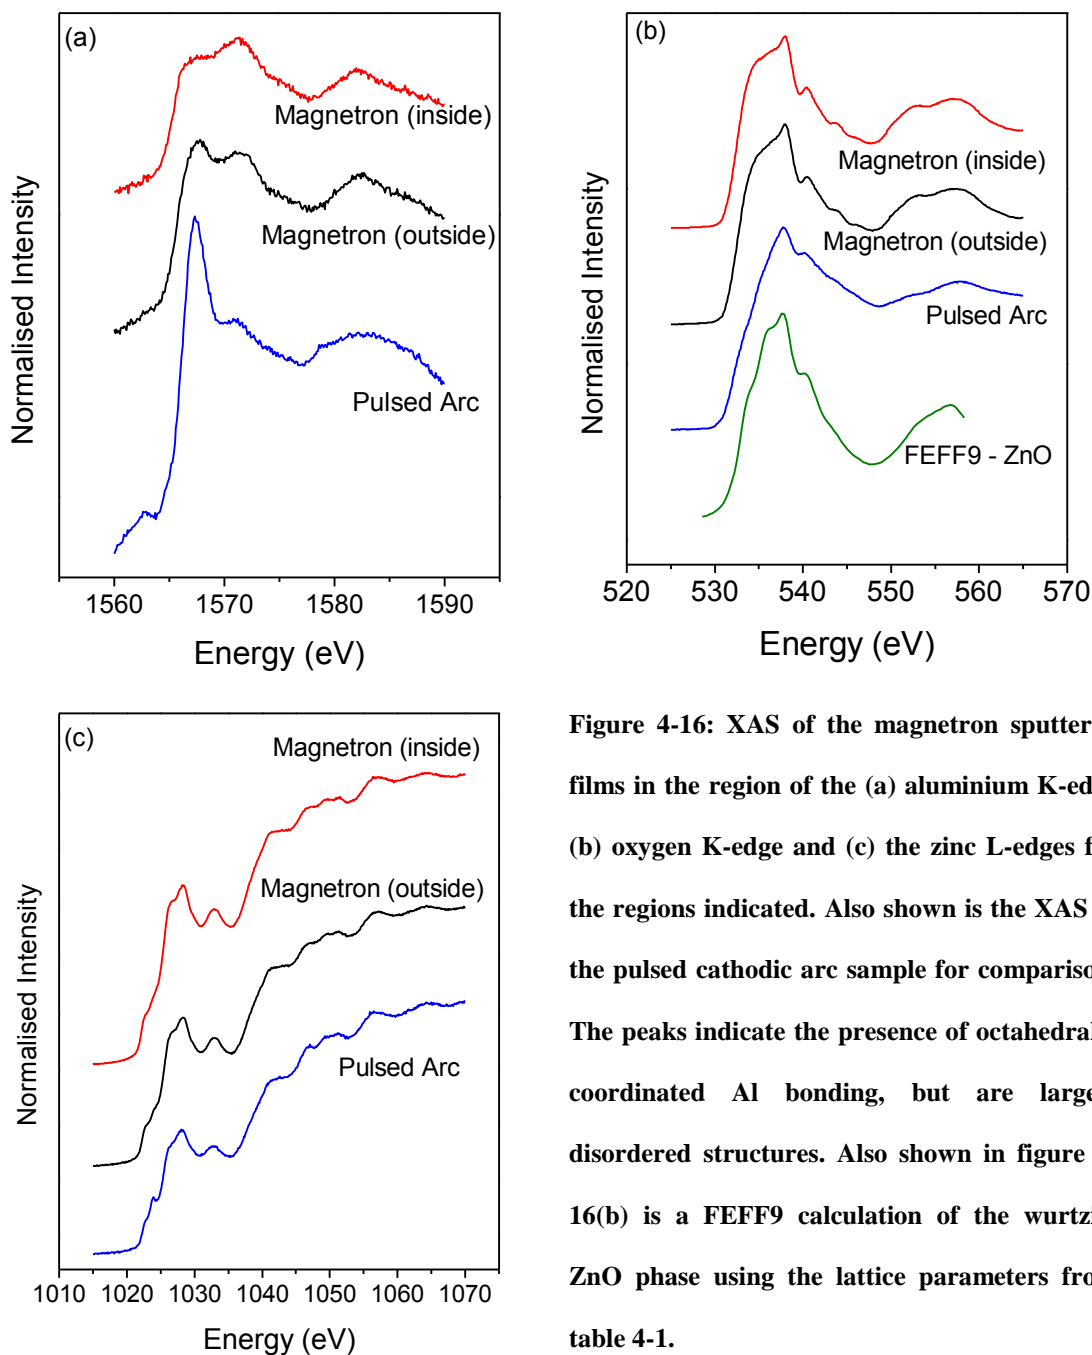 (a)
Magnetron (inside)
Magnetron (outside)
Pulsed Arc
Normalised Intensity
1560 1570 1580 1590
Energy (eV)
(b)
Magnetron (inside)
Magnetron (outside)
Pulsed Arc
FEFF9 - ZnO
Normalised Intensity
520 530 540 550 560 570
Energy (eV)
(c)
Magnetron (inside)
Magnetron (outside)
Pulsed Arc
Normalised Intensity
1010 1020 1030 1040 1050 1060 1070
Energy (eV)
Figure 4-16: XAS of the magnetron sputter
films in the region of the (a) aluminium K-ed
(b) oxygen K-edge and (c) the zinc L-edges f
the regions indicated. Also shown is the XAS
the pulsed cathodic arc sample for compariso
The peaks indicate the presence of octahedral
coordinated Al bonding, but are large
disordered structures. Also shown in figure
16(b) is a FEFF9 calculation of the wurtzi
ZnO phase using the lattice parameters fro
table 4-1.